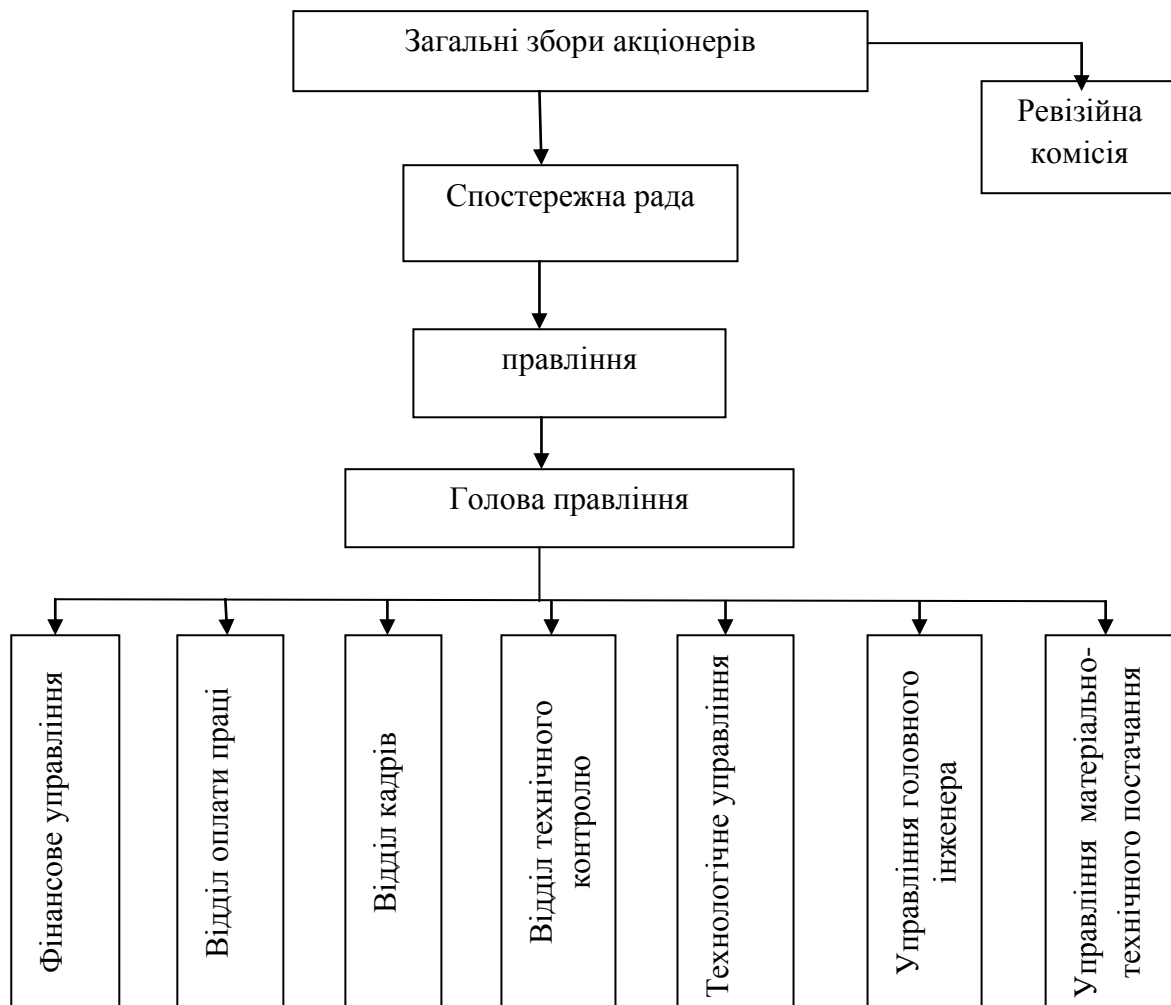 Загальні збори акціонерів
Ревізійна
комісія
Спостережна рада
правління
Голова правління
Фінансове управління
Відділ оплати праці
Відділ кадрів
Відділ технічного
контролю
Технологічне управління
Управління головного
інженера
Управління матеріально-
технічного постачання